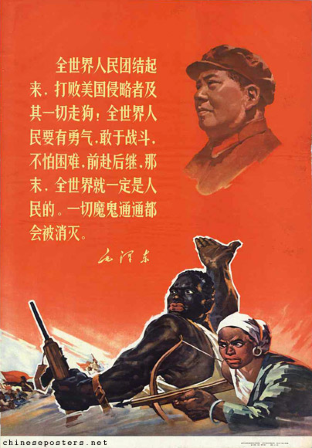 全世界人民团结起
来，打败美国侵略者及
其一切走狗！全世界人
民要有勇气，敢于战斗，
不怕困难，前赴后继，那
末，全世界就一定是人
民的。一切魔鬼通通都
会被消灭。
毛泽东
chineseposters.net